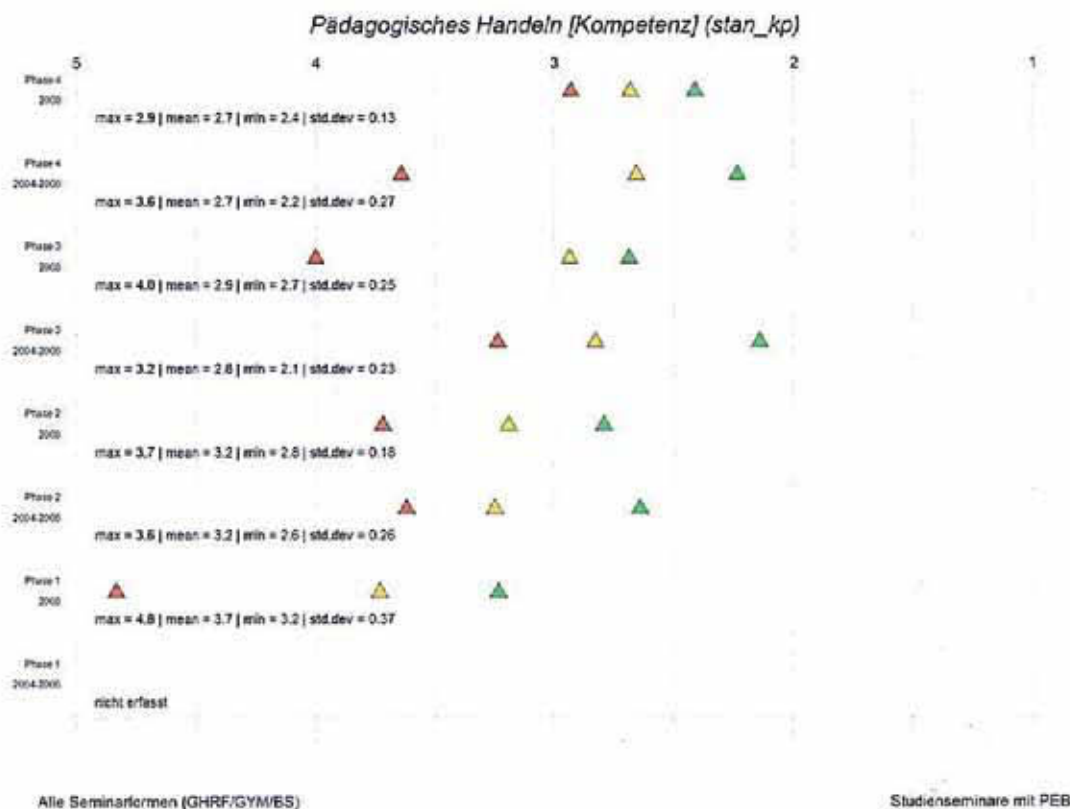 Pädagogisches Handeln [Kompetenz] (stan_kp)
5 4 3 2 1
Phase 4
max = 2.9 | mean = 2.7 | min = 2.4 | std.dev = 0.13
Phase 4
max = 3.6 | mean = 2.7 | min = 2.2 | std.dev = 0.27
Phase 3
max = 4.0 | mean = 2.9 | min = 2.7 | std.dev = 0.25
Phase 3
max = 3.2 | mean = 2.8 | min = 2.1 | std.dev = 0.23
Phase 2
max = 3.7 | mean = 3.2 | min = 2.8 | std.dev = 0.18
Phase 2
max = 3.6 | mean = 3.2 | min = 2.6 | std.dev = 0.26
Phase 1
max = 4.8 | mean = 3.7 | min = 3.2 | std.dev = 0.37
Phase 1
nicht erfasst
Alle Seminarformen (GHRF/GYM/BS)
Studienseminare mit PEB